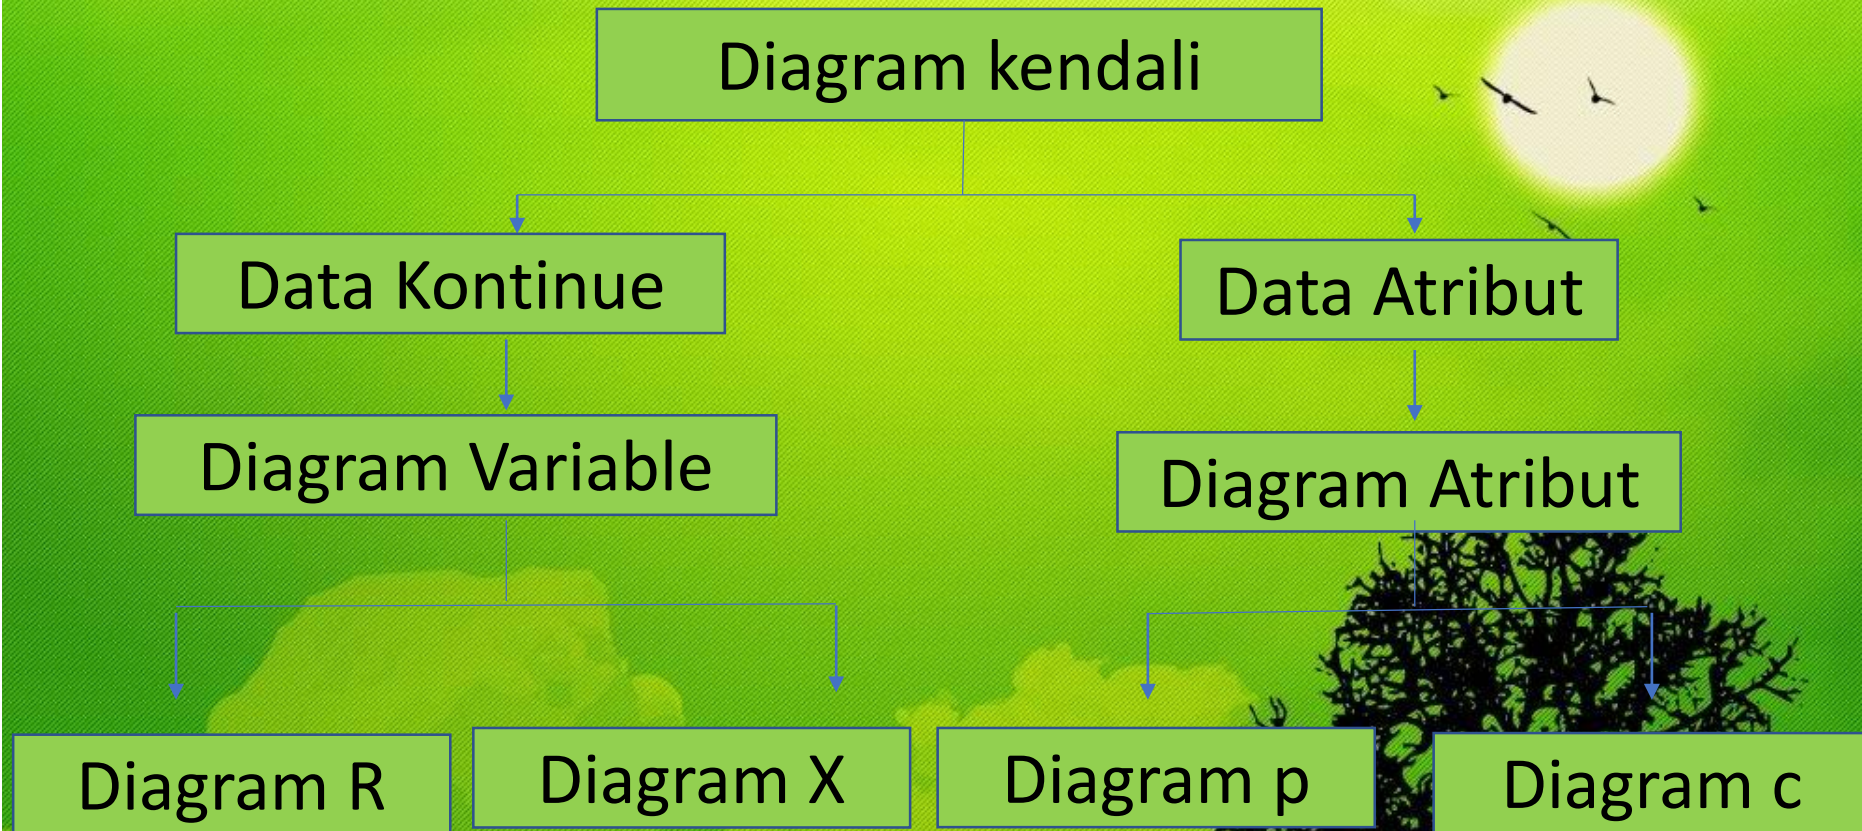 Diagram kendali
Data Kontinue
Data Atribut
Diagram Variable
Diagram Atribut
Diagram R
Diagram X
Diagram p
Diagram c